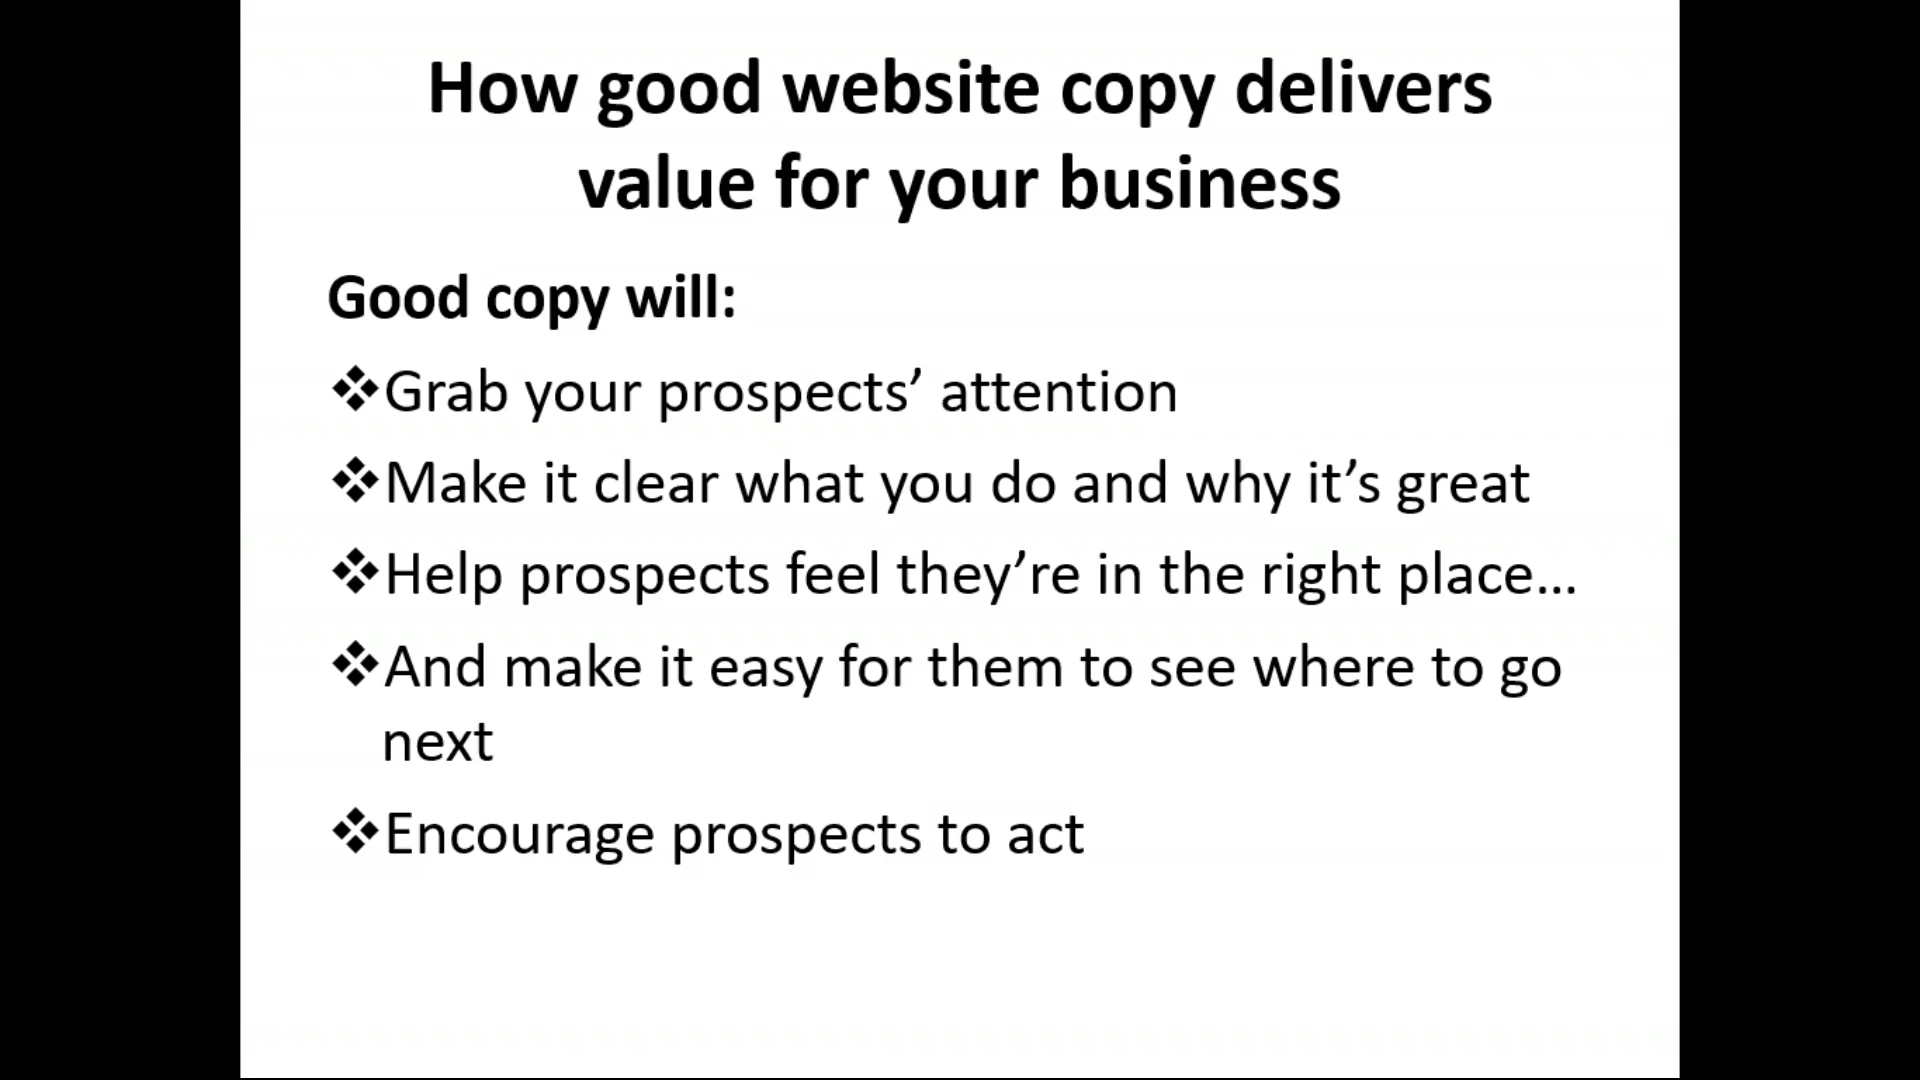 How good website copy delivers
value for your business
Good copy will:
❖Grab your prospects’ attention
❖Make it clear what you do and why it’s great
❖Help prospects feel they’re in the right place…
❖And make it easy for them to see where to go
next
❖Encourage prospects to act